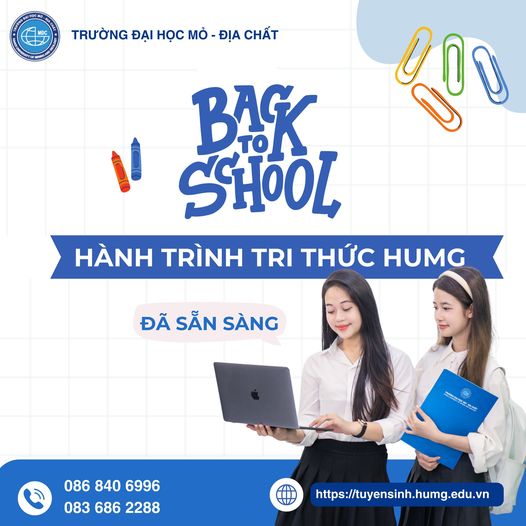 TRƯỜNG ĐẠI HỌC MỎ - ĐỊA CHẤT
BACK
TO
SCHOOL
HÀNH TRÌNH TRI THỨC HUMG
ĐÃ SẴN SÀNG
086 840 6996
083 686 2288
https://tuyensinh.humg.edu.vn